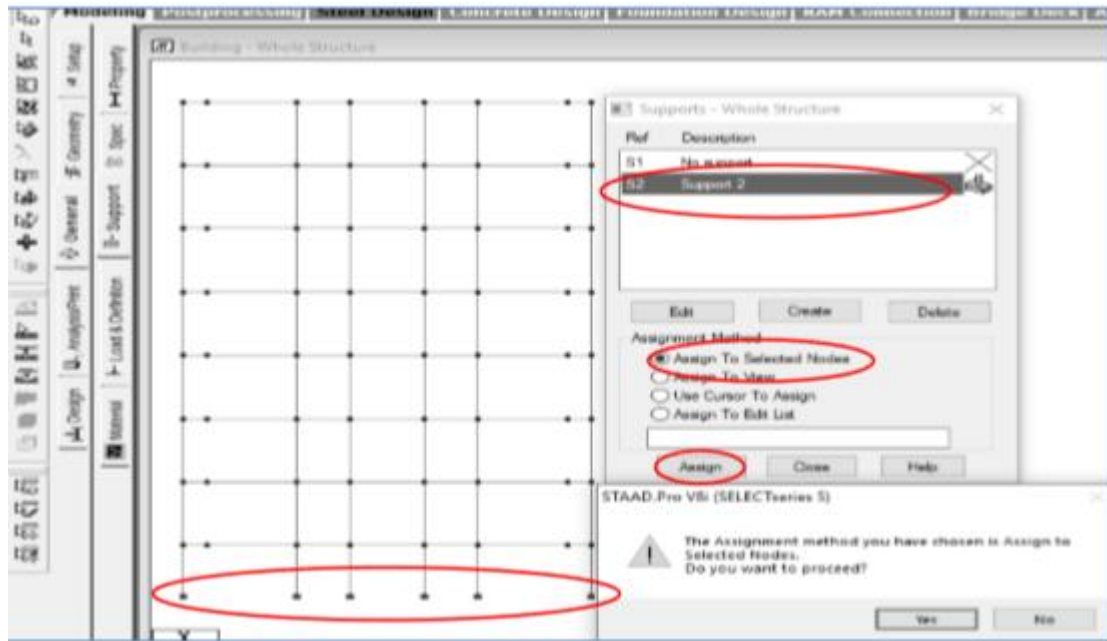 Modeling Postprocessing Steel Design Concrete Design Foundation Design RAM Connection Bridge Deck
Building - Whole Structure
Setup
Geometry
General
Analysis/Print
Design
Property
Spec
Support
Load & Definition
Material
Supports - Whole Structure
Ref Description
S1 No support
S2 Support 2
Edit Create Delete
Assignment Method
Assign To Selected Nodes
Assign To View
Use Cursor To Assign
Assign To Edit List
Assign Close Help
STAAD.Pro V8i (SELECTseries 5)
The Assignment method you have chosen is Assign to
Selected Nodes.
Do you want to proceed?
Yes No
Y